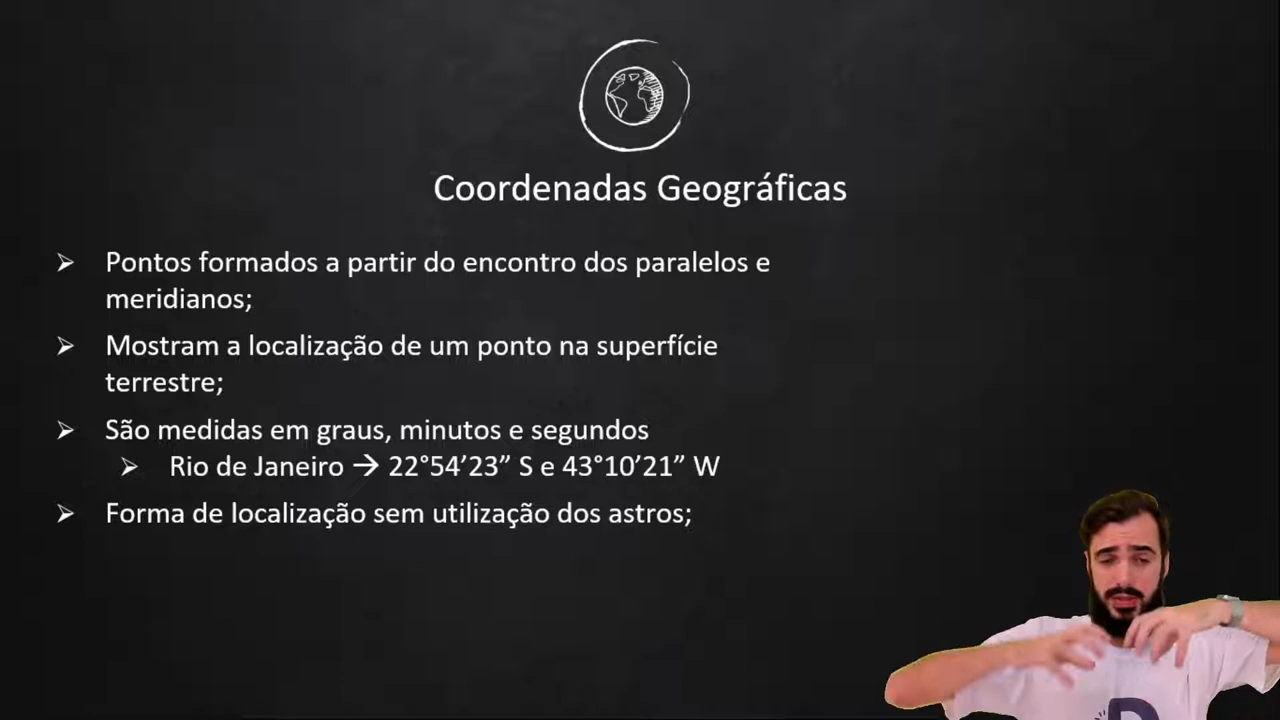 Coordenadas Geográficas
➢ Pontos formados a partir do encontro dos paralelos e
meridianos;
➢ Mostram a localização de um ponto na superfície
terrestre;
➢ São medidas em graus, minutos e segundos
➢ Rio de Janeiro → 22°54’23” S e 43°10’21” W
➢ Forma de localização sem utilização dos astros;